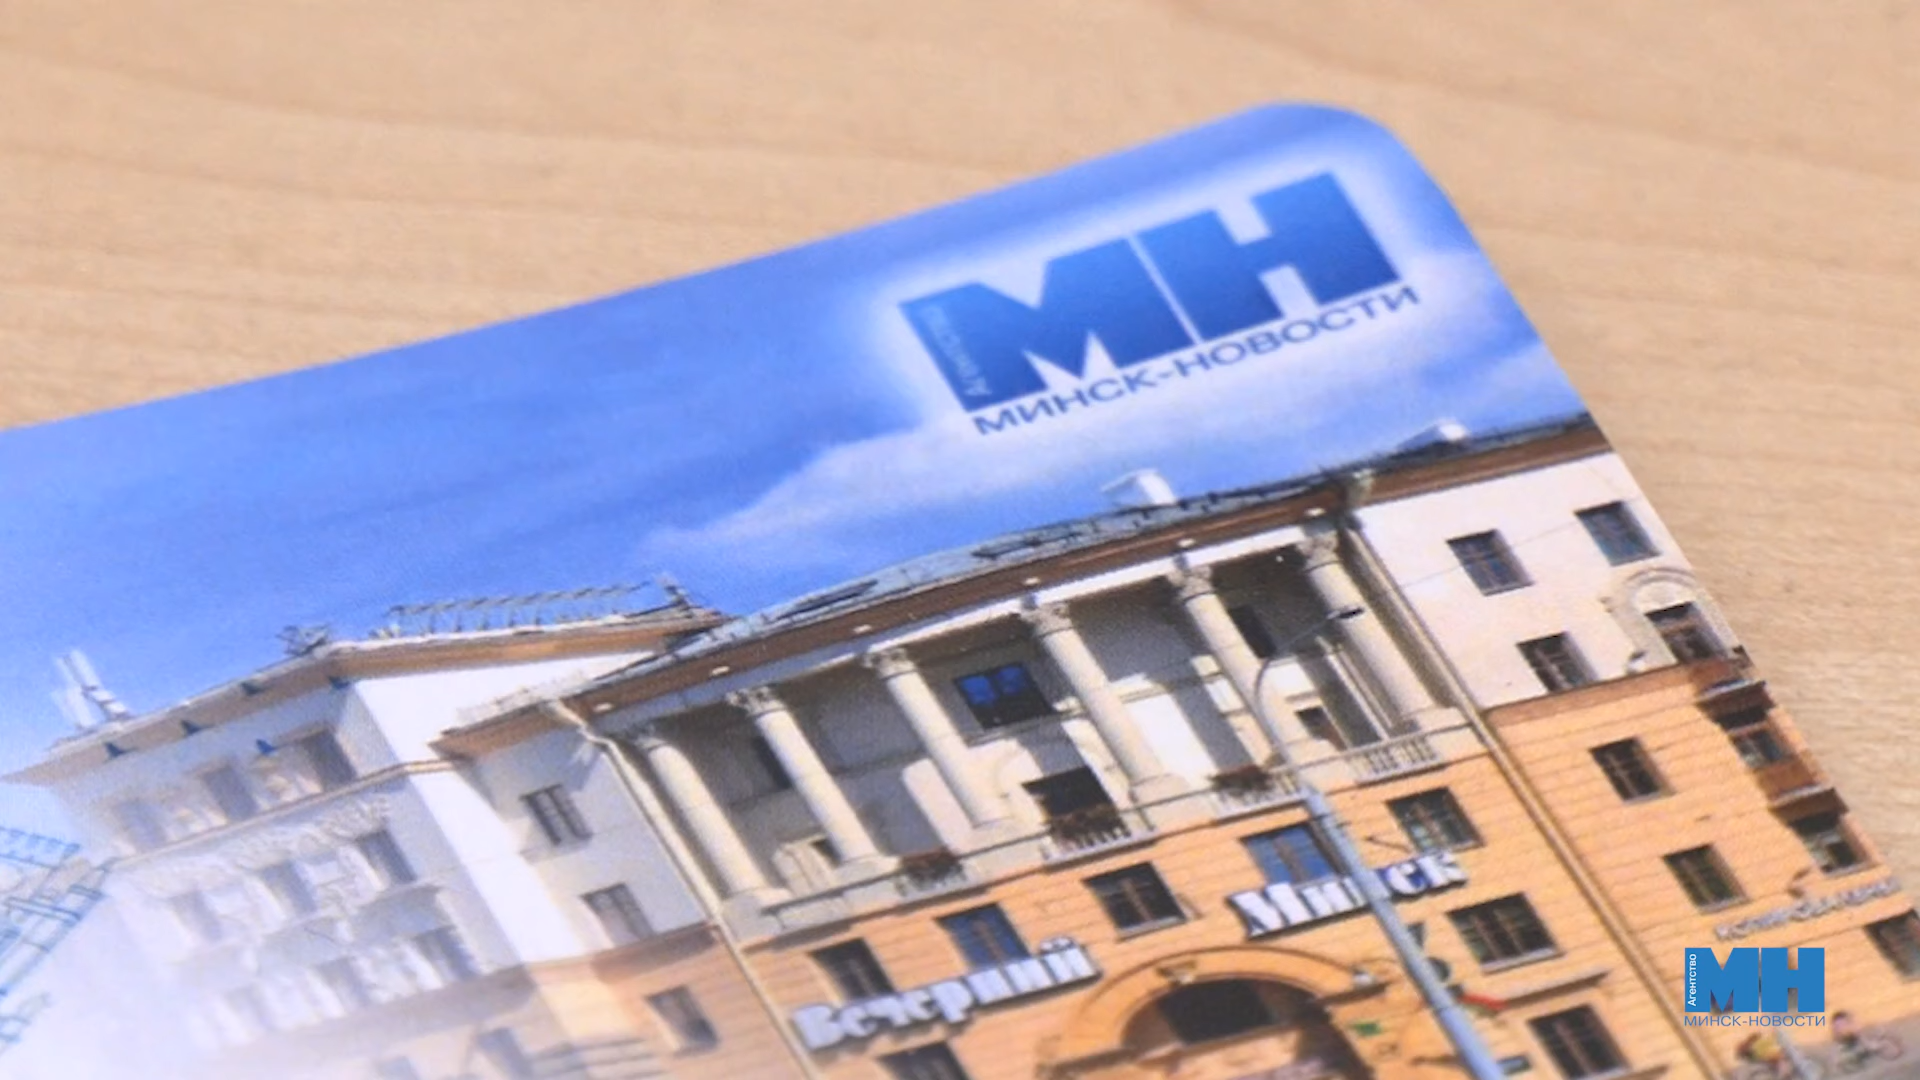 Агентство
МН
МИНСК-НОВОСТИ
Вечерний
Минск
Агентство
МН
МИНСК-НОВОСТИ